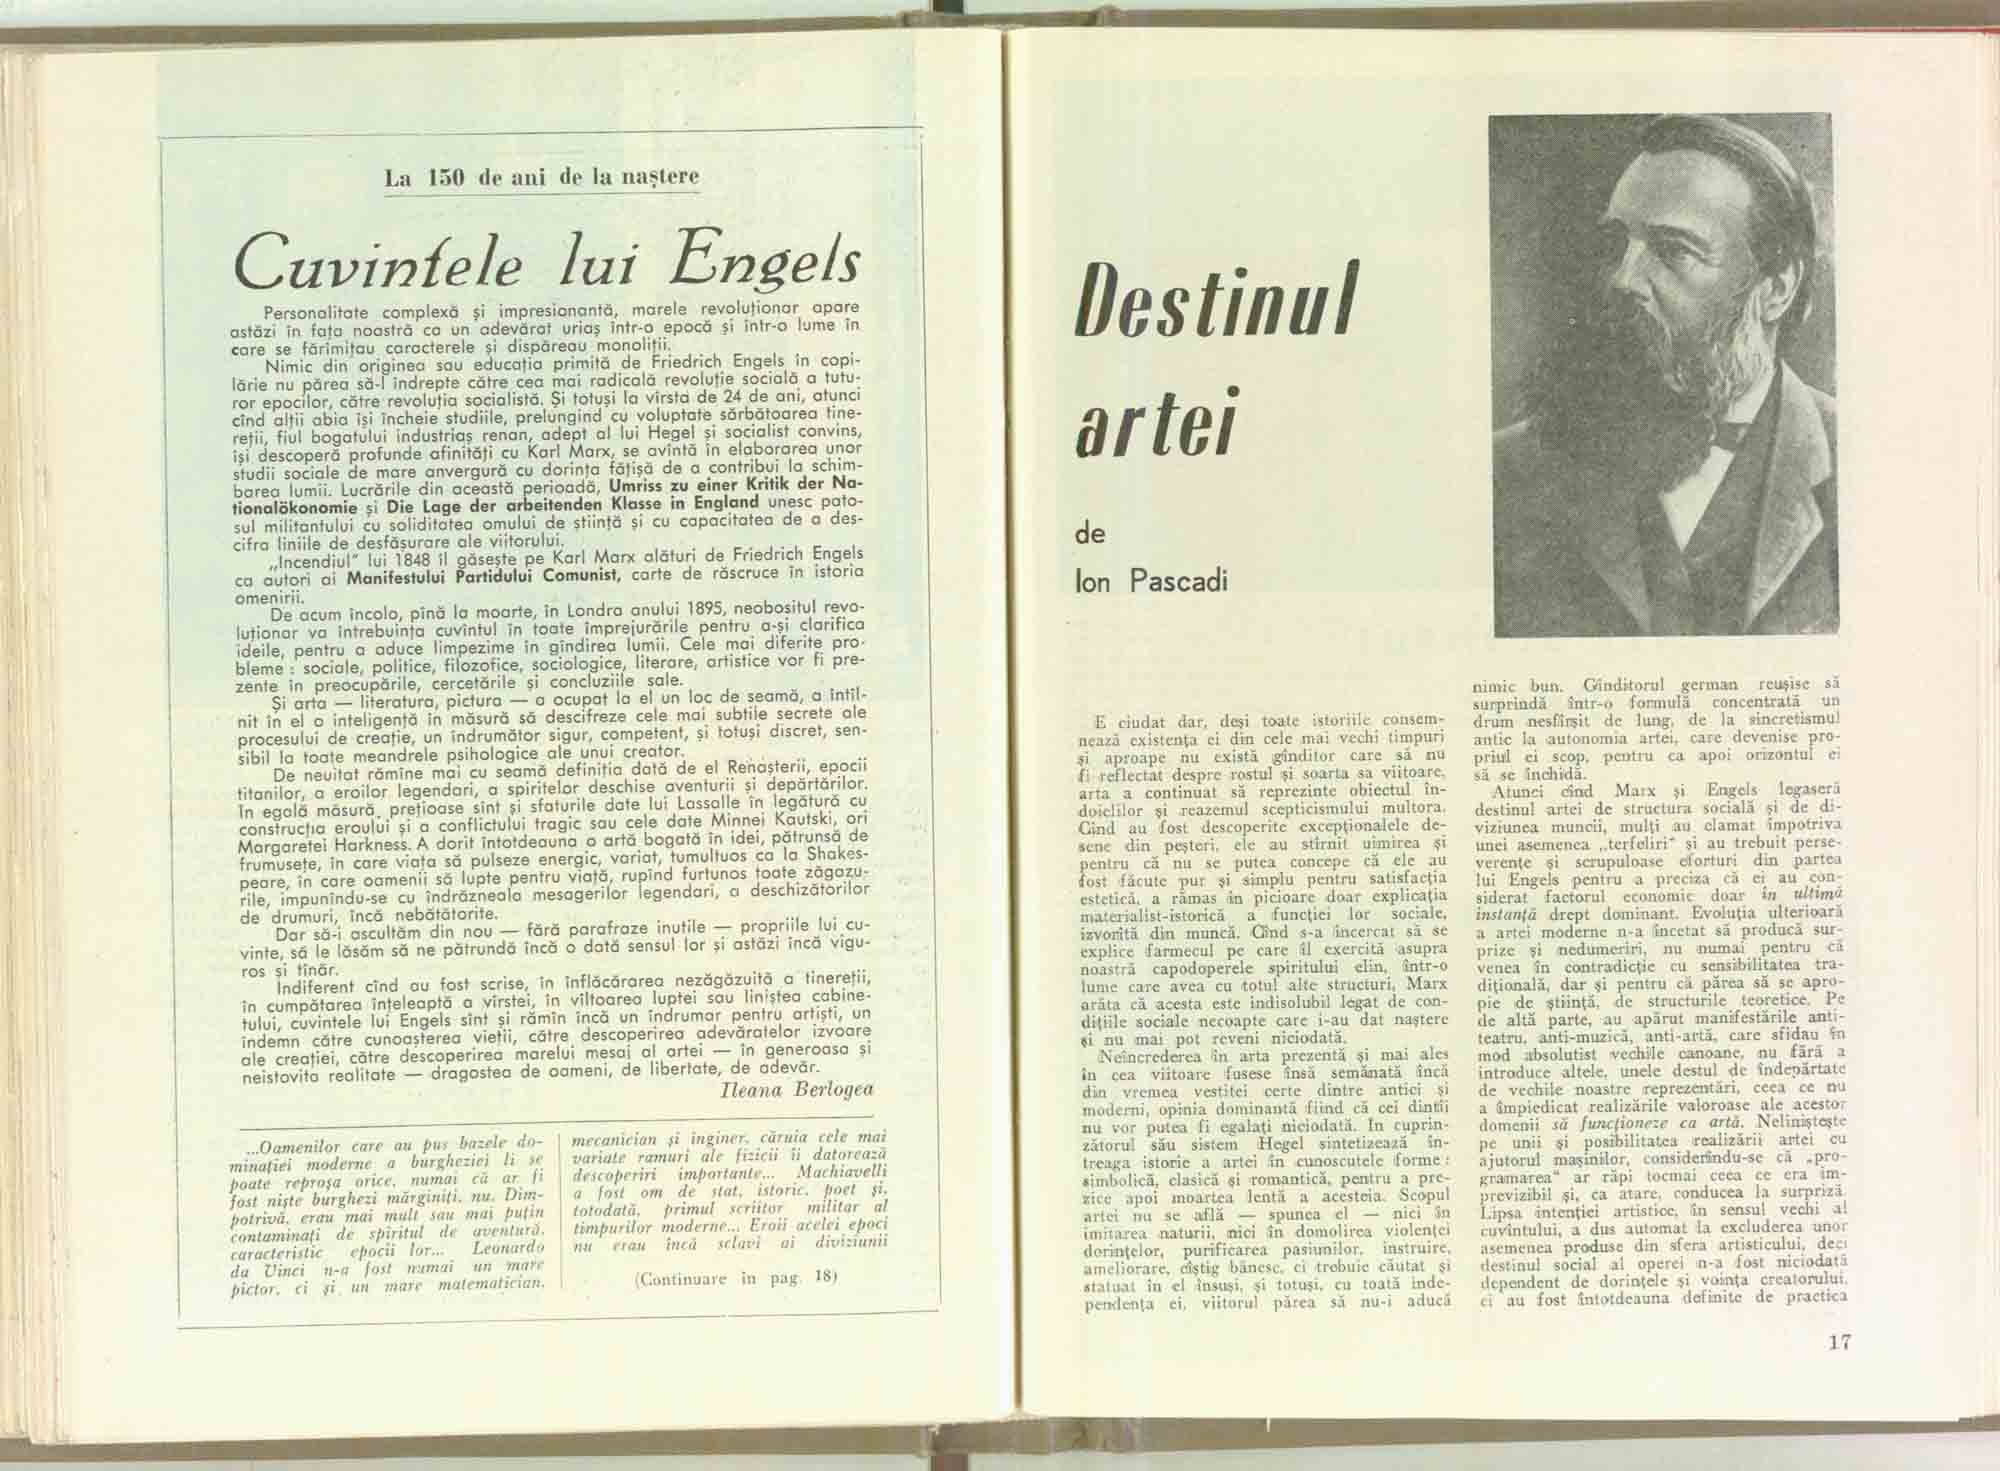 La 150 de ani de la naștere
Cuvintele lui Engels
Personalitate complexă și impresionantă, marele revoluționar apare
astăzi în fața noastră ca un adevărat uriaș într-o epocă și într-o lume în
care se fărîmițau caracterele și dispăreau monoliții.
Nimic din originea sau educația primită de Friedrich Engels în copi-
lărie nu părea să-l îndrepte către cea mai radicală revoluție socială a tutu-
ror epocilor, către revoluția socialistă. Și totuși la vîrsta de 24 de ani, atunci
cînd alții abia își încheie studiile, prelungind cu voluptate sărbătoarea tine-
reții, fiul bogatului industriaș renan, adept al lui Hegel și socialist convins,
își descoperă profunde afinități cu Karl Marx, se avîntă în elaborarea unor
studii sociale de mare anvergură cu dorința fățișă de a contribui la schim-
barea lumii. Lucrările din această perioadă, Umriss zu einer Kritik der Na-
tionalökonomie și Die Lage der arbeitenden Klasse in England unesc pato-
sul militantului cu soliditatea omului de știință și cu capacitatea de a des-
cifra liniile de desfășurare ale viitorului.
„Incendiul" lui 1848 îl găsește pe Karl Marx alături de Friedrich Engels
ca autori ai Manifestului Partidului Comunist, carte de răscruce în istoria
omenirii.
De acum încolo, pînă la moarte, în Londra anului 1895, neobositul revo-
luționar va întrebuința cuvîntul în toate împrejurările pentru a-și clarifica
ideile, pentru a aduce limpezime în gîndirea lumii. Cele mai diferite pro-
bleme : sociale, politice, filozofice, sociologice, literare, artistice vor fi pre-
zente în preocupările, cercetările și concluziile sale.
Și arta — literatura, pictura — a ocupat la el un loc de seamă, a întîl-
nit în el o inteligență în măsură să descifreze cele mai subtile secrete ale
procesului de creație, un îndrumător sigur, competent, și totuși discret, sen-
sibil la toate meandrele psihologice ale unui creator.
De neuitat rămîne mai cu seamă definiția dată de el Renașterii, epocii
titanilor, a eroilor legendari, a spiritelor deschise aventurii și depărtărilor.
În egală măsură prețioase sînt și sfaturile date lui Lassalle în legătură cu
construcția eroului și a conflictului tragic sau cele date Minnei Kautski, ori
Margaretei Harkness. A dorit întotdeauna o artă bogată în idei, pătrunsă de
frumusețe, în care viața să pulseze energic, variat, tumultuos ca la Shakes-
peare, în care oamenii să lupte pentru viață, rupînd furtunos toate zăgazu-
rile, impunîndu-se cu îndrăzneala mesagerilor legendari, a deschizătorilor
de drumuri, încă nebătătorite.
Dar să-i ascultăm din nou — fără parafraze inutile — propriile lui cu-
vinte, să le lăsăm să ne pătrundă încă o dată sensul lor și astăzi încă vigu-
ros și tînăr.
Indiferent cînd au fost scrise, în înflăcărarea nezăgăzuită a tinereții,
în cumpătarea înțeleaptă a vîrstei, în vîltoarea luptei sau liniștea cabine-
tului, cuvintele lui Engels sînt și rămîn încă un îndrumar pentru artiști, un
îndemn către cunoașterea vieții, către descoperirea adevăratelor izvoare
ale creației, către descoperirea marelui mesaj al artei — în generoasa și
neistovita realitate — dragostea de oameni, de libertate, de adevăr.
Ileana Berlogea
...Oamenilor care au pus bazele do-
minației moderne a burgheziei li se
poate reproșa orice, numai că ar fi
fost niște burghezi mărginiți, nu. Dim-
potrivă, erau mai mult sau mai puțin
contaminați de spiritul de aventură,
caracteristic epocii lor... Leonardo
da Vinci n-a fost numai un mare
pictor, ci și un mare matematician,
mecanician și inginer, căruia cele mai
variate ramuri ale fizicii îi datorează
descoperiri importante... Machiavelli
a fost om de stat, istoric, poet și,
totodată, primul scriitor militar al
timpurilor moderne... Eroii acelei epoci
nu erau încă sclavi ai diviziunii
(Continuare în pag. 18)
Destinul
artei
de
Ion Pascadi
E ciudat dar, deși toate istoriile consem-
nează existența ei din cele mai vechi timpuri
și aproape nu există gînditor care să nu
fi reflectat despre rostul și soarta sa viitoare,
arta a continuat să reprezinte obiectul în-
doielilor și reazemul scepticismului multora.
Cînd au fost descoperite excepționalele de-
sene din peșteri, ele au stîrnit uimirea și
pentru că nu se putea concepe că ele au
fost făcute pur și simplu pentru satisfacția
estetică, a rămas în picioare doar explicația
materialist-istorică a funcției lor sociale,
izvorîtă din muncă. Cînd s-a încercat să se
explice farmecul pe care îl exercită asupra
noastră capodoperele spiritului elin, într-o
lume care avea cu totul alte structuri, Marx
arăta că acesta este indisolubil legat de con-
dițiile sociale necoapte care i-au dat naștere
și nu mai pot reveni niciodată.
Neîncrederea în arta prezentă și mai ales
în cea viitoare fusese însă semănată încă
din vremea vestitei certe dintre antici și
moderni, opinia dominantă fiind că cei dintîi
nu vor putea fi egalați niciodată. In cuprin-
zătorul său sistem Hegel sintetizează în-
treaga istorie a artei în cunoscutele forme :
simbolică, clasică și romantică, pentru a pre-
zice apoi moartea lentă a acesteia. Scopul
artei nu se află — spunea el — nici în
imitarea naturii, nici în domolirea violenței
dorințelor, purificarea pasiunilor, instruire,
ameliorare, cîștig bănesc, ci trebuie căutat și
statuat în el însuși, și totuși, cu toată inde-
pendența ei, viitorul părea să nu-i aducă
nimic bun. Gînditorul german reușise să
surprindă într-o formulă concentrată un
drum nesfîrșit de lung, de la sincretismul
antic la autonomia artei, care devenise pro-
priul ei scop, pentru ca apoi orizontul ei
să se închidă.
Atunci cînd Marx și Engels legaseră
destinul artei de structura socială și de di-
viziunea muncii, mulți au clamat împotriva
unei asemenea „terfeliri" și au trebuit perse-
verente și scrupuloase eforturi din partea
lui Engels pentru a preciza că ei au con-
siderat factorul economic doar în ultimă
instanță drept dominant. Evoluția ulterioară
a artei moderne n-a încetat să producă sur-
prize și nedumeriri, nu numai pentru că
venea în contradicție cu sensibilitatea tra-
dițională, dar și pentru că părea să se apro-
pie de știință, de structurile teoretice. Pe
de altă parte, au apărut manifestările anti-
teatru, anti-muzică, anti-artă, care sfidau în
mod absolutist vechile canoane, nu fără a
introduce altele, unele destul de îndepărtate
de vechile noastre reprezentări, ceea ce nu
a împiedicat realizările valoroase ale acestor
domenii să funcționeze ca artă. Neliniștește
pe unii și posibilitatea realizării artei cu
ajutorul mașinilor, considerîndu-se că „pro-
gramarea" ar răpi tocmai ceea ce era im-
previzibil și, ca atare, conducea la surpriză.
Lipsa intenției artistice, în sensul vechi al
cuvîntului, a dus automat la excluderea unor
asemenea produse din sfera artisticului, deci
destinul social al operei n-a fost niciodată
dependent de dorințele și voința creatorului,
ci au fost întotdeauna definite de practica
17